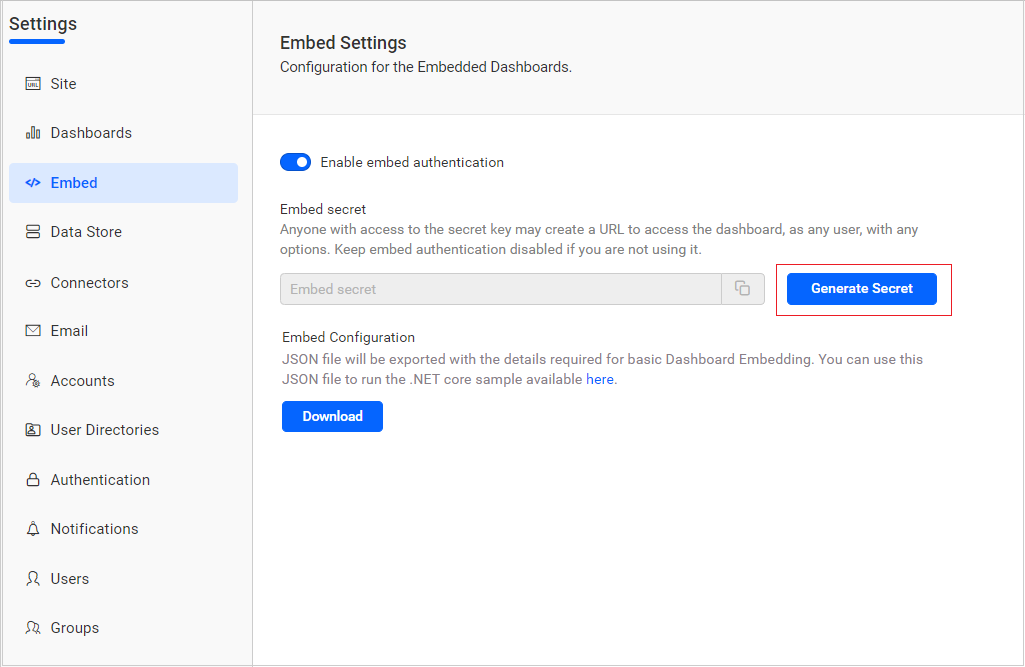 Settings
URL
Site
Dashboards
Embed
Data Store
Connectors
Email
Accounts
User Directories
Authentication
Notifications
Users
Groups
Embed Settings
Configuration for the Embedded Dashboards.
Enable embed authentication
Embed secret
Anyone with access to the secret key may create a URL to access the dashboard, as any user, with any
options. Keep embed authentication disabled if you are not using it.
Embed secret
Generate Secret
Embed Configuration
JSON file will be exported with the details required for basic Dashboard Embedding. You can use this
JSON file to run the .NET core sample available here.
Download